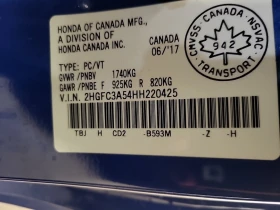 HONDA OF CANADA MFG.,
A DIVISION OF
HONDA CANADA INC.
CANADA
06/'17
TYPE: PC/VT
GVWR /PNBV 1740KG
GAWR /PNBE F 925KG R 820KG
V.I.N. 2HGFC3A54HH220425
TBJ H CD2 -B593M -Z -H
CANADA
NSVAC
TRANSPORT
CMVSS
942